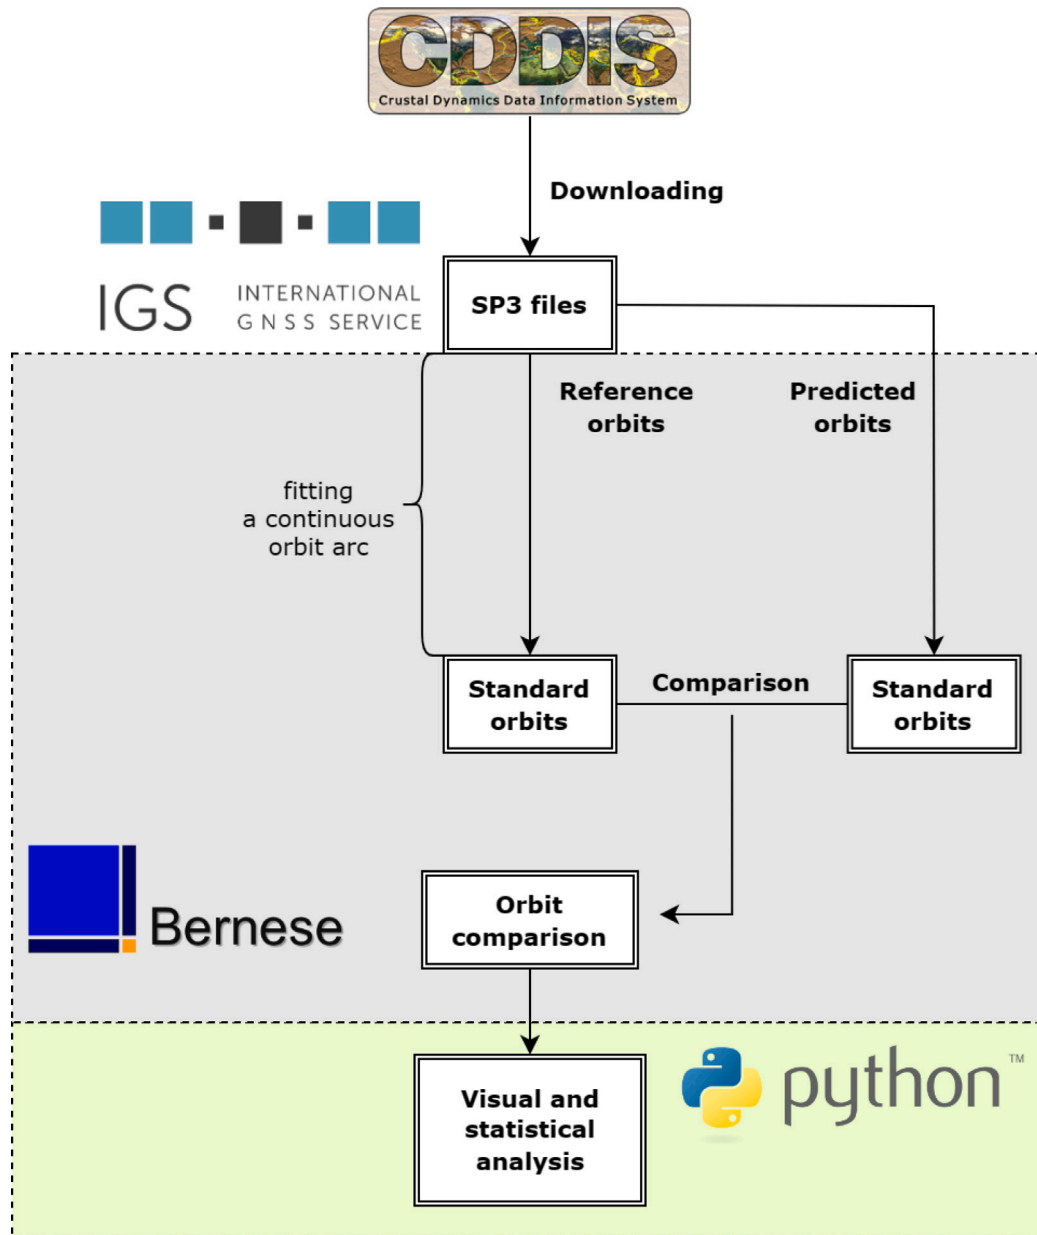 CDDIS
Crustal Dynamics Data Information System
Downloading
IGS
INTERNATIONAL
GNSS SERVICE
SP3 files
Reference
orbits
Predicted
orbits
fitting
a continuous
orbit arc
Standard
orbits
Comparison
Standard
orbits
Bernese
Orbit
comparison
python
TM
Visual and
statistical
analysis